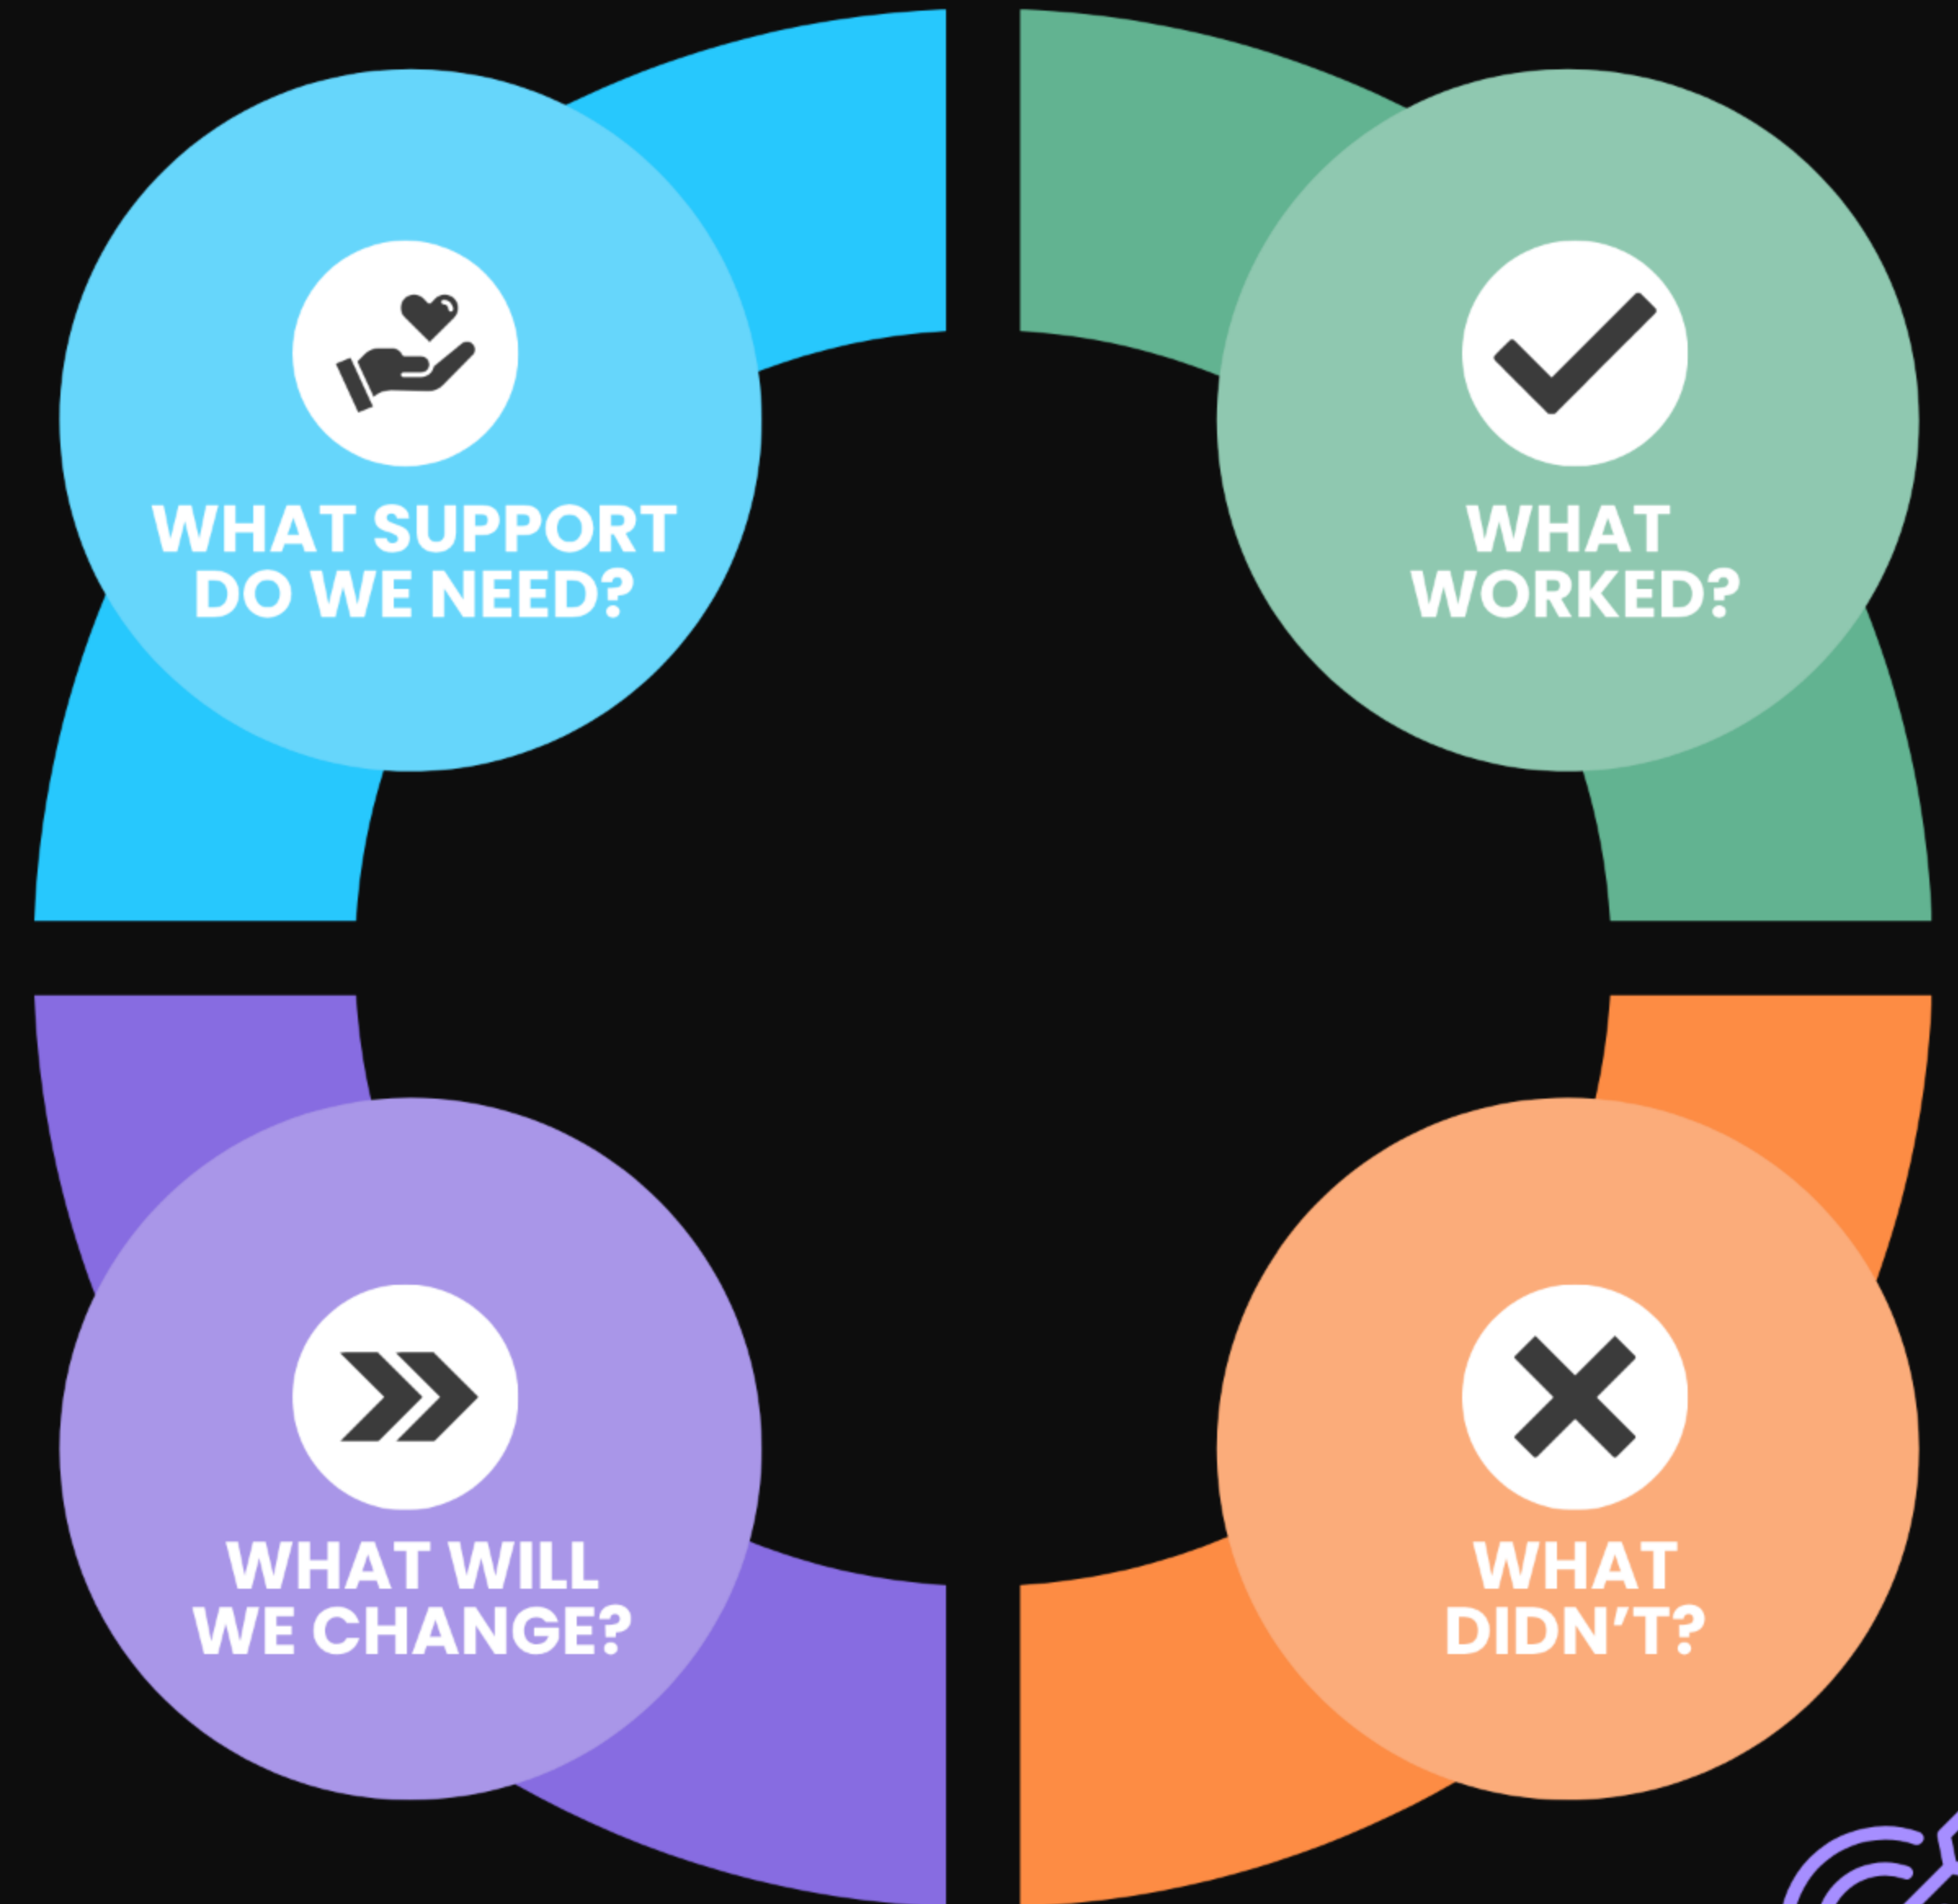 WHAT SUPPORT
DO WE NEED?
WHAT
WORKED?
WHAT WILL
WE CHANGE?
WHAT
DIDN’T?